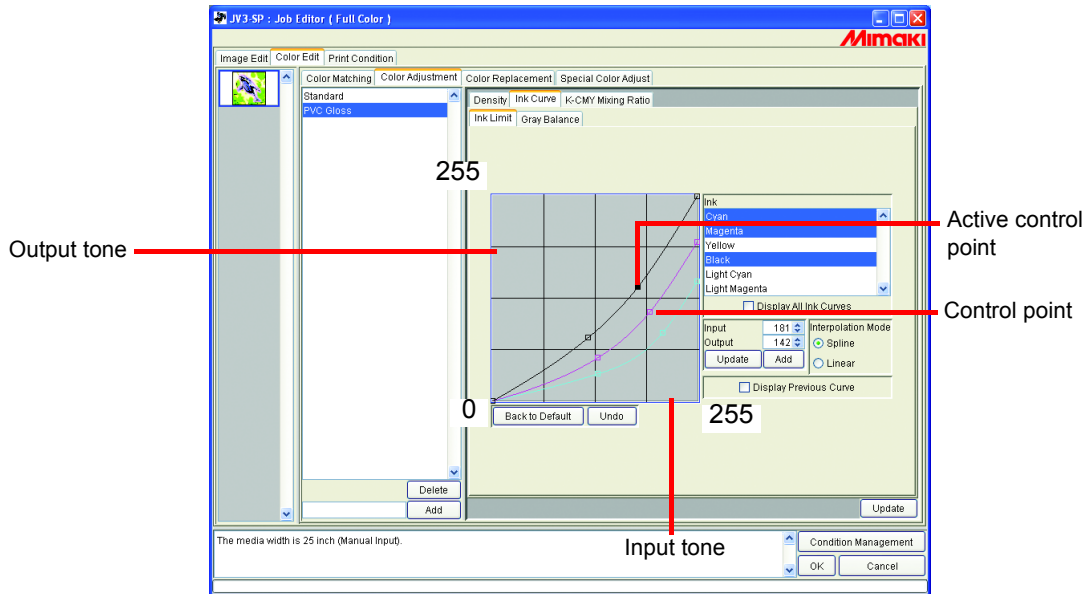 JV3-SP : Job Editor ( Full Color )
Mimaki
Image Edit Color Edit Print Condition
Color Matching Color Adjustment Color Replacement Special Color Adjust
Standard
PVC Gloss
Density Ink Curve K-CMY Mixing Ratio
Ink Limit Gray Balance
255
Output tone
Ink
Cyan
Magenta
Yellow
Black
Light Cyan
Light Magenta
Active control
point
Display All Ink Curves
Control point
Input 181 Interpolation Mode
Output 142 Spline
Update Add Linear
Display Previous Curve
0
255
Back to Default Undo
Delete
Add
Update
Input tone
The media width is 25 inch (Manual Input).
Condition Management
OK Cancel